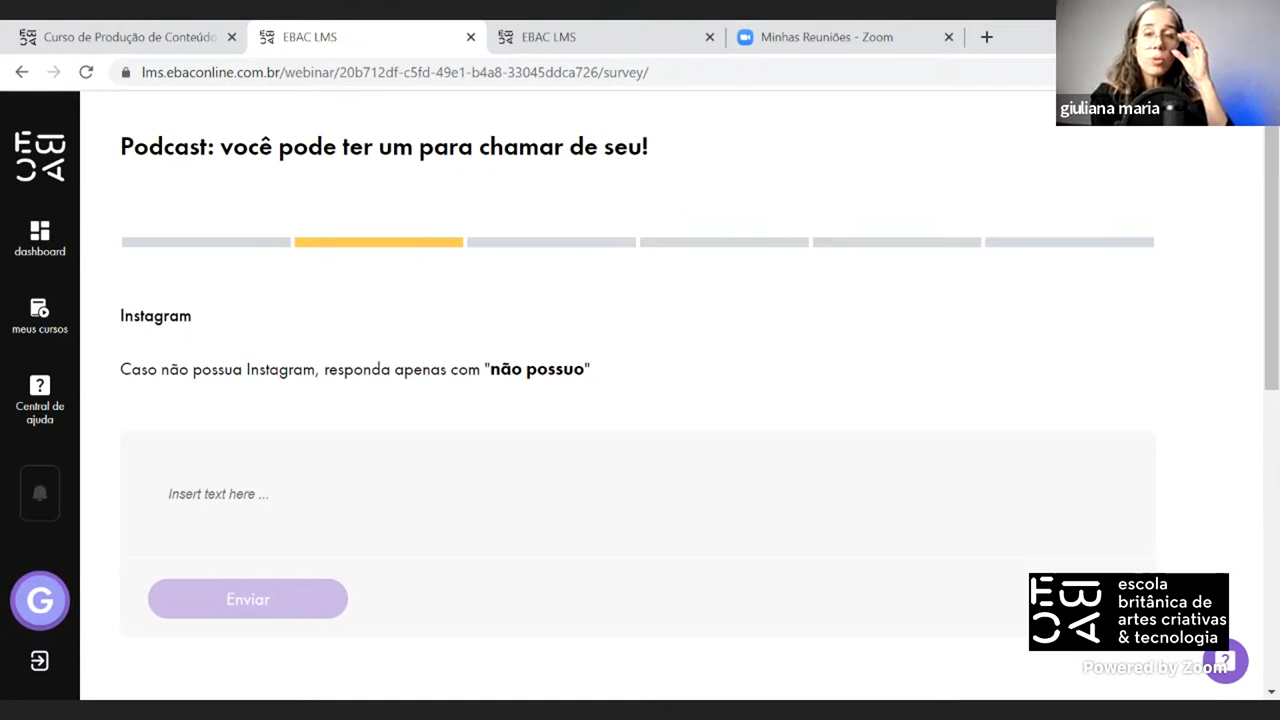 Curso de Produção de Conteúdo
EBAC LMS
EBAC LMS
Minhas Reuniões - Zoom
lms.ebaconline.com.br/webinar/20b712df-c5fd-49e1-b4a8-33045ddca726/survey/
giuliana maria
EBAC
Podcast: você pode ter um para chamar de seu!
dashboard
meus cursos
Central de
ajuda
G
Instagram
Caso não possua Instagram, responda apenas com "não possuo"
Insert text here ...
Enviar
EBAC
escola
britânica de
artes criativas
& tecnologia
Powered by Zoom